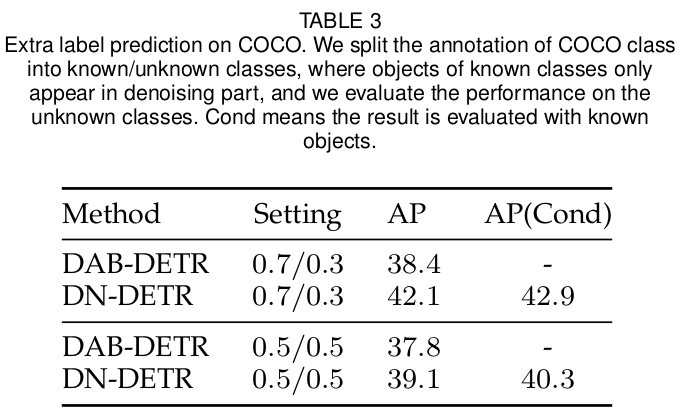 TABLE 3
Extra label prediction on COCO. We split the annotation of COCO class
into known/unknown classes, where objects of known classes only
appear in denoising part, and we evaluate the performance on the
unknown classes. Cond means the result is evaluated with known
objects.
Method Setting AP AP(Cond)
DAB-DETR 0.7/0.3 38.4 -
DN-DETR 0.7/0.3 42.1 42.9
DAB-DETR 0.5/0.5 37.8 -
DN-DETR 0.5/0.5 39.1 40.3